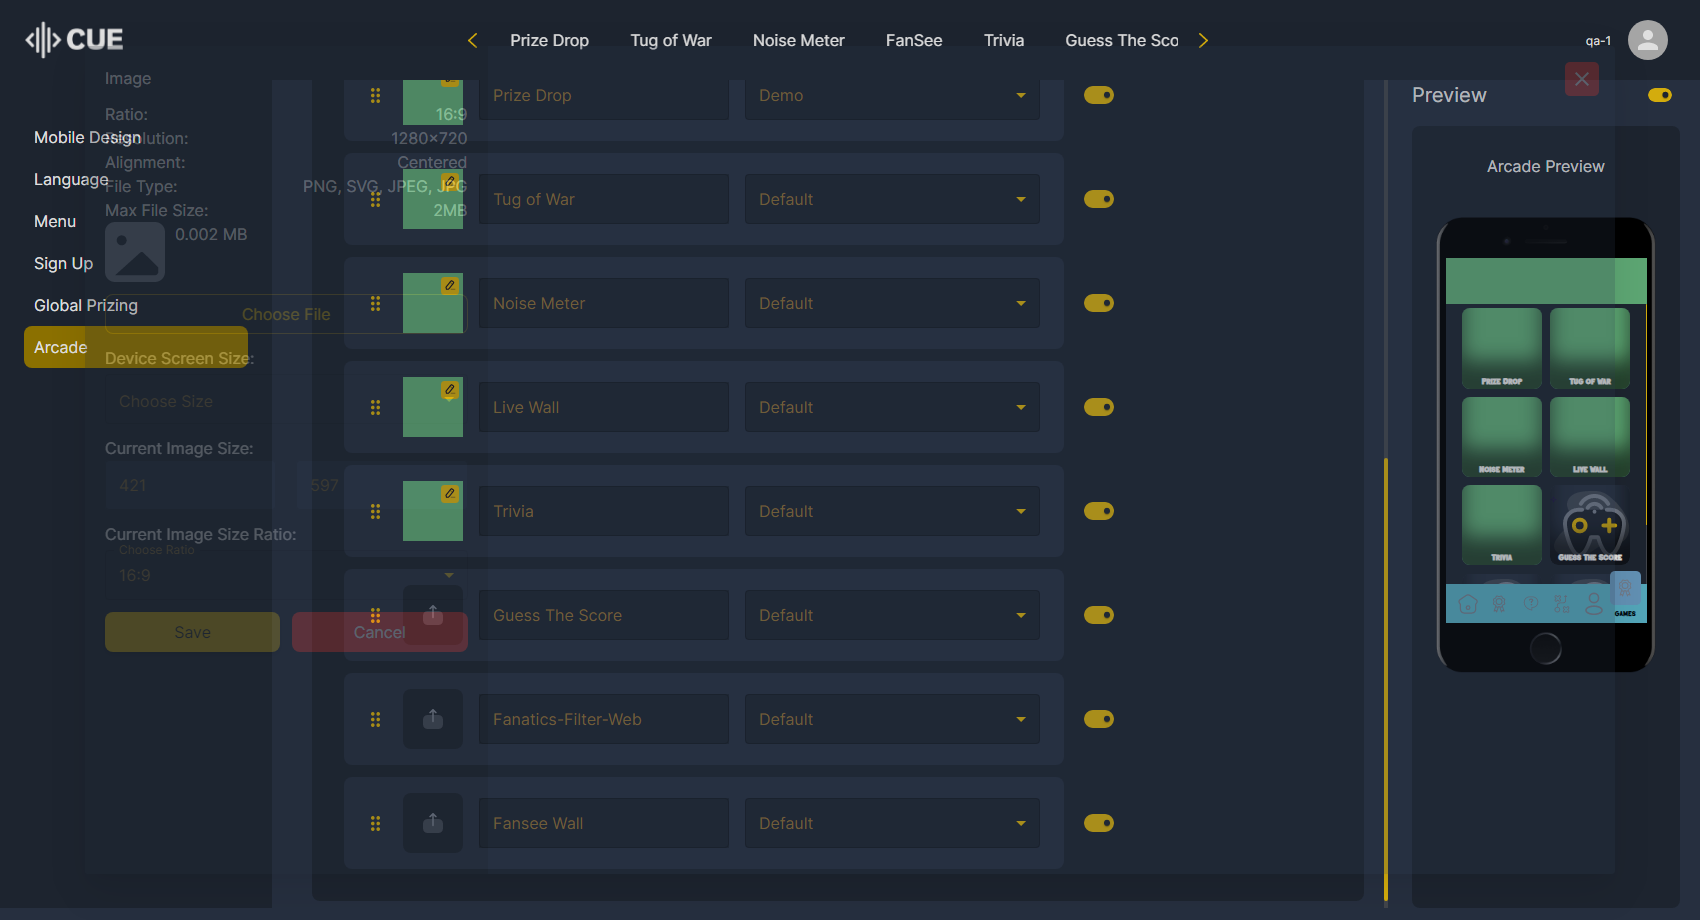 CUE
Prize Drop
Tug of War
Noise Meter
FanSee
Trivia
Guess The Sco
qa-1
Mobile Design
Language
Menu
Sign Up
Global Prizing
Arcade
Image
Ratio: 16:9
Resolution: 1280x720
Alignment: Centered
File Type: PNG, SVG, JPEG, JPG
Max File Size: 2MB
0.002 MB
Choose File
Device Screen Size:
Choose Size
Current Image Size:
421 597
Current Image Size Ratio:
Choose Ratio
16:9
Save Cancel
Prize Drop Demo
Tug of War Default
Noise Meter Default
Live Wall Default
Trivia Default
Guess The Score Default
Fanatics-Filter-Web Default
Fansee Wall Default
Preview
Arcade Preview
Prize Drop
Tug of War
Noise Meter
Live Wall
Trivia
Guess The Score
GAMES